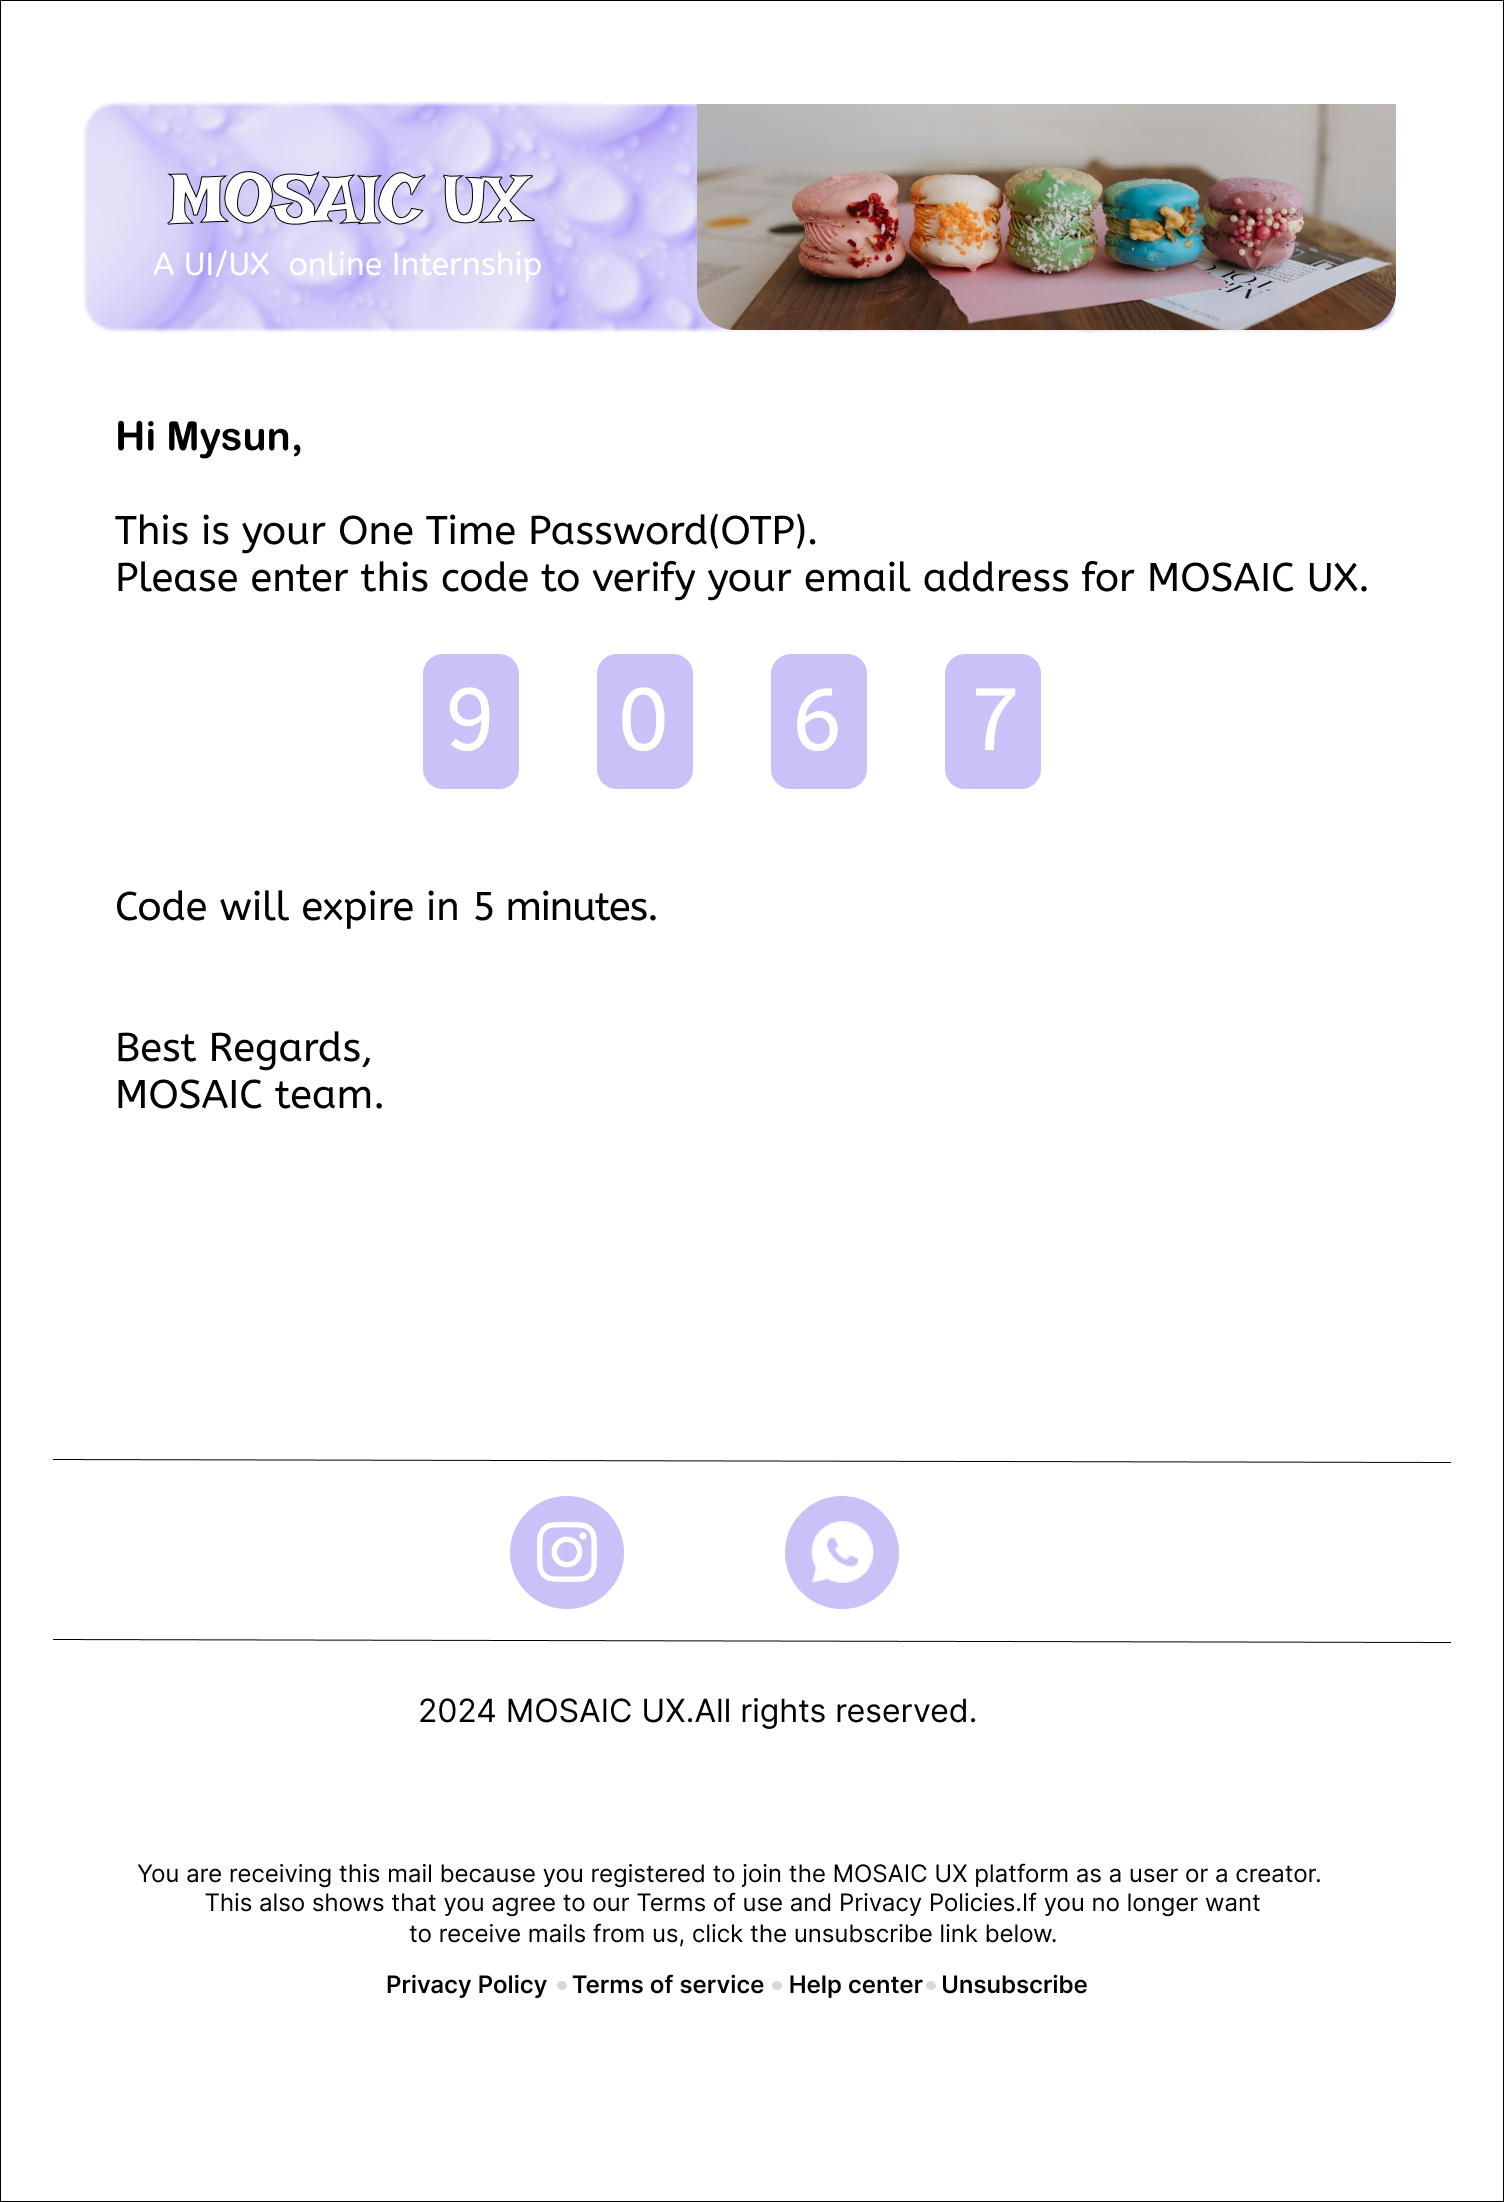 MOSAIC UX
A UI/UX online Internship
Hi Mysun,
This is your One Time Password(OTP).
Please enter this code to verify your email address for MOSAIC UX.
9 0 6 7
Code will expire in 5 minutes.
Best Regards,
MOSAIC team.
2024 MOSAIC UX.All rights reserved.
You are receiving this mail because you registered to join the MOSAIC UX platform as a user or a creator.
This also shows that you agree to our Terms of use and Privacy Policies.If you no longer want
to receive mails from us, click the unsubscribe link below.
Privacy Policy • Terms of service • Help center • Unsubscribe